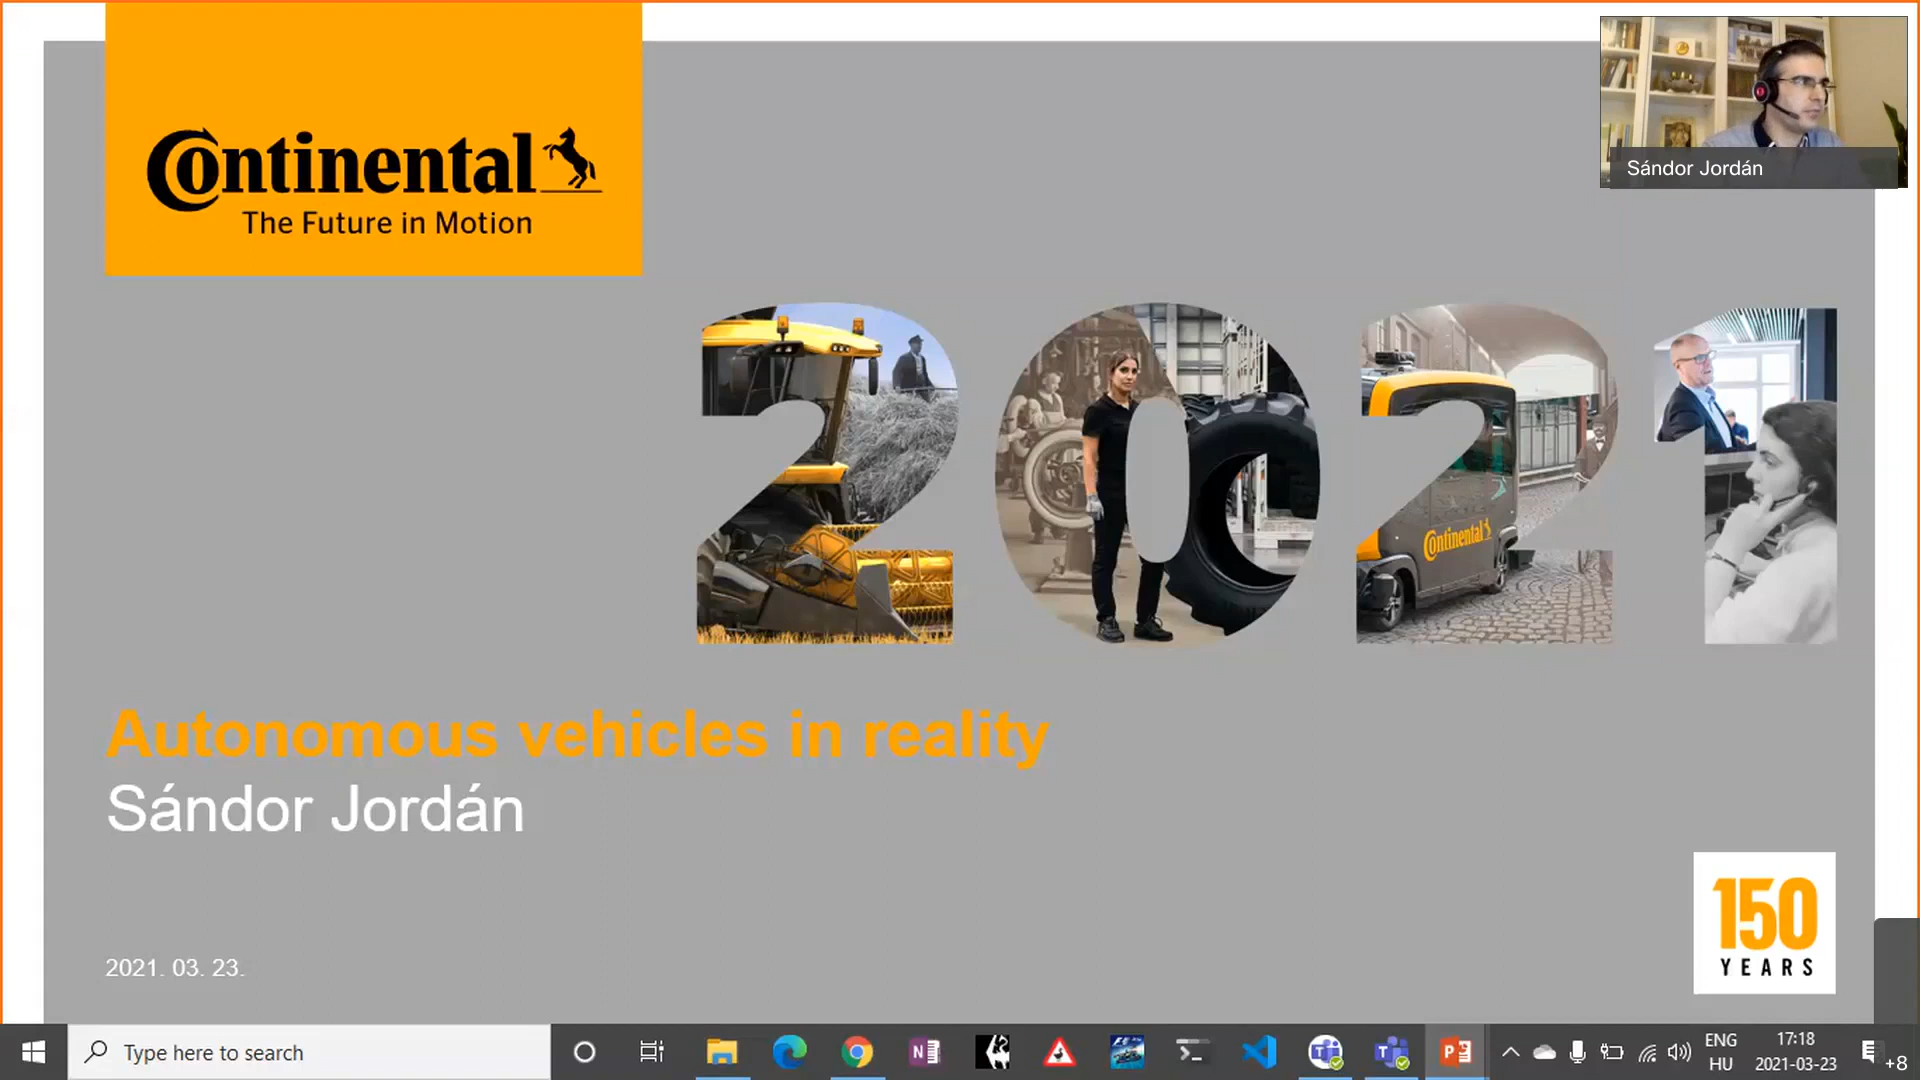 Continental
The Future in Motion
Sándor Jordán
2021
Continental
Autonomous vehicles in reality
Sándor Jordán
150
YEARS
2021. 03. 23.
Type here to search
ENG
HU
17:18
2021-03-23
+8